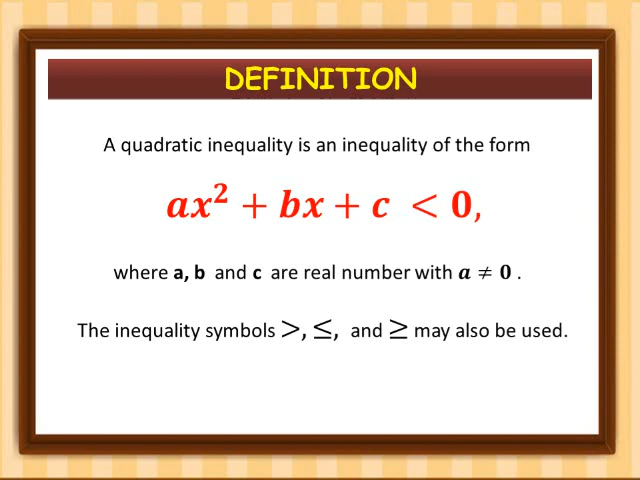 DEFINITION
A quadratic inequality is an inequality of the form
ax² + bx + c < 0,
where a, b and c are real number with a ≠ 0 .
The inequality symbols >, ≤, and ≥ may also be used.